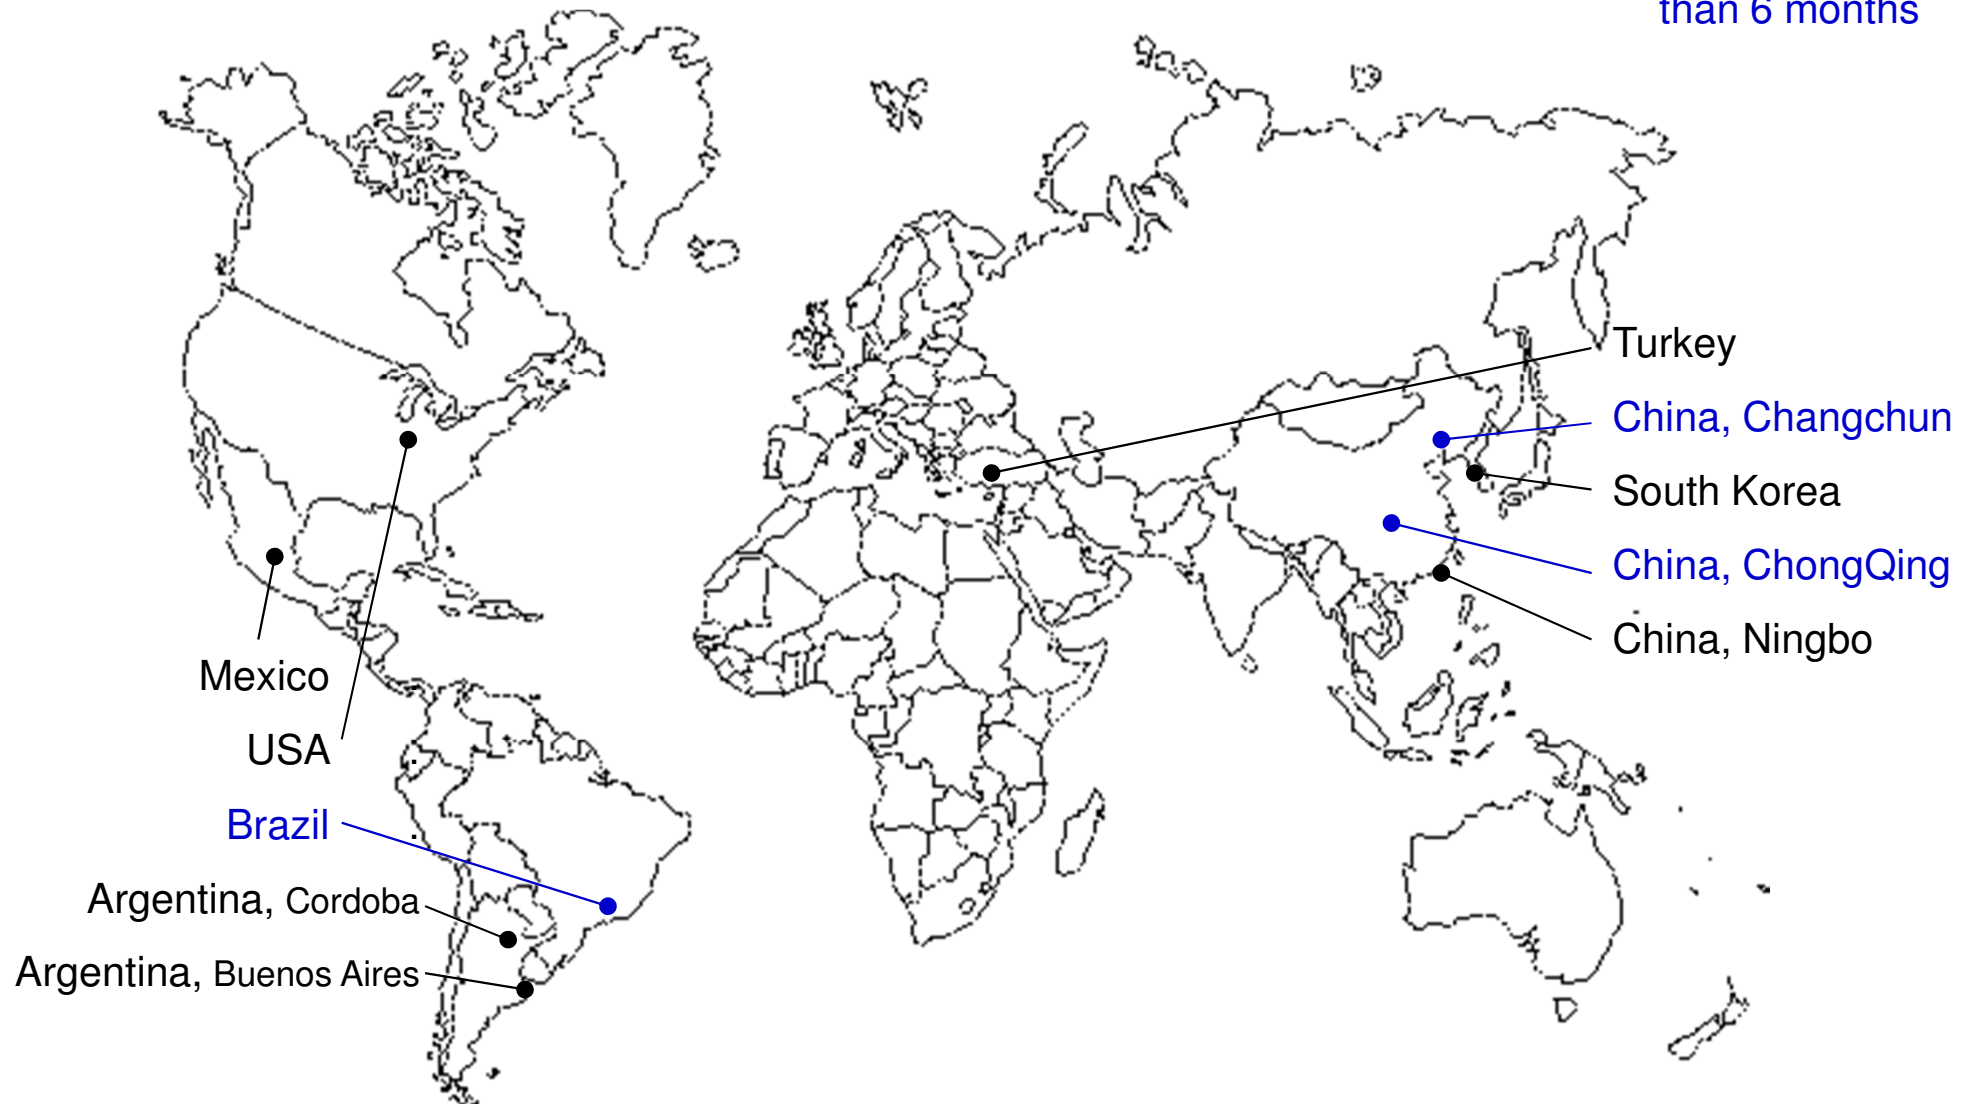 than 6 months
Turkey
China, Changchun
South Korea
China, ChongQing
China, Ningbo
Mexico
USA
Brazil
Argentina, Cordoba
Argentina, Buenos Aires